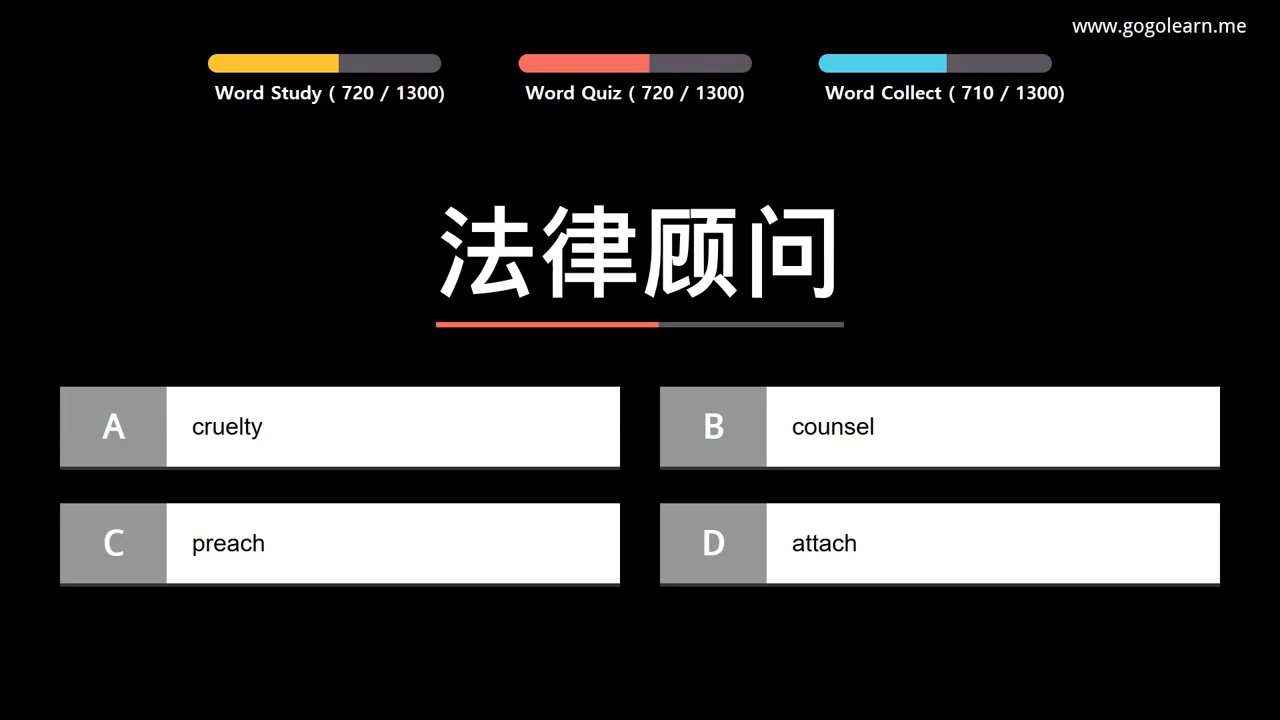 www.gogolearn.me
Word Study ( 720 / 1300)
Word Quiz ( 720 / 1300)
Word Collect ( 710 / 1300)
法律顾问
A cruelty
B counsel
C preach
D attach